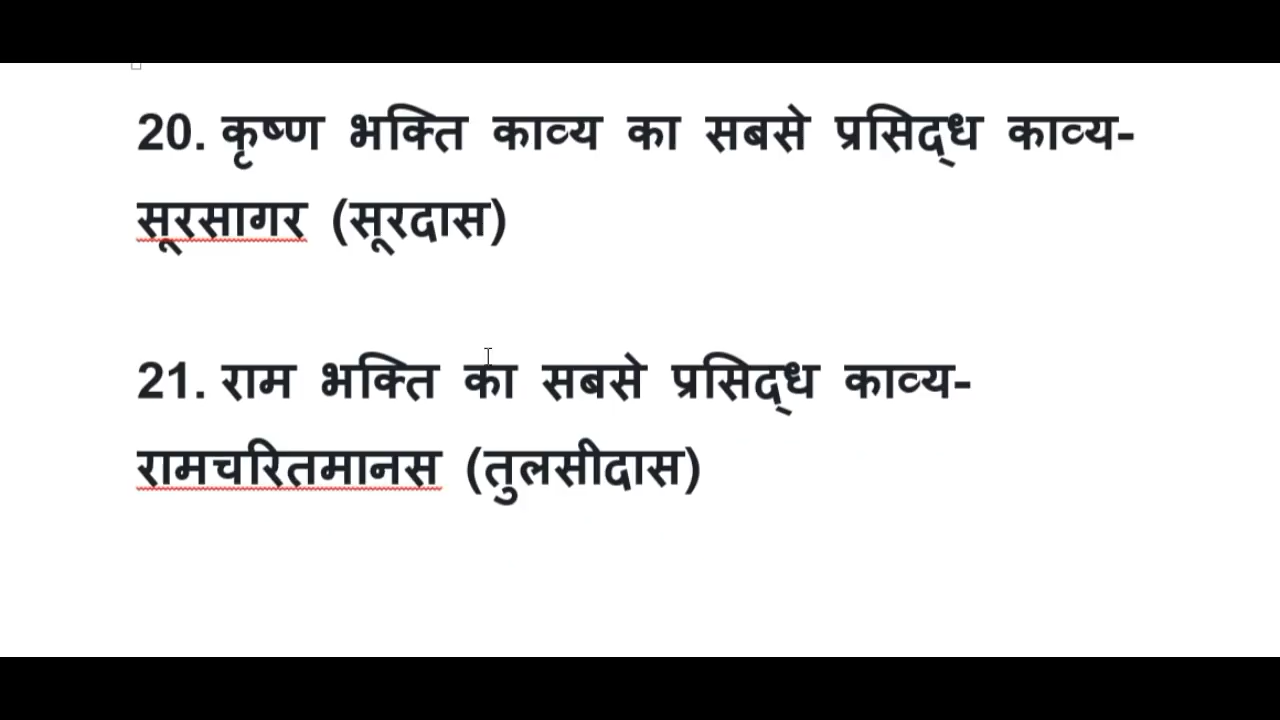 20. कृष्ण भक्ति काव्य का सबसे प्रसिद्ध काव्य-
सूरसागर (सूरदास)
21. राम भक्ति का सबसे प्रसिद्ध काव्य-
रामचरितमानस (तुलसीदास)